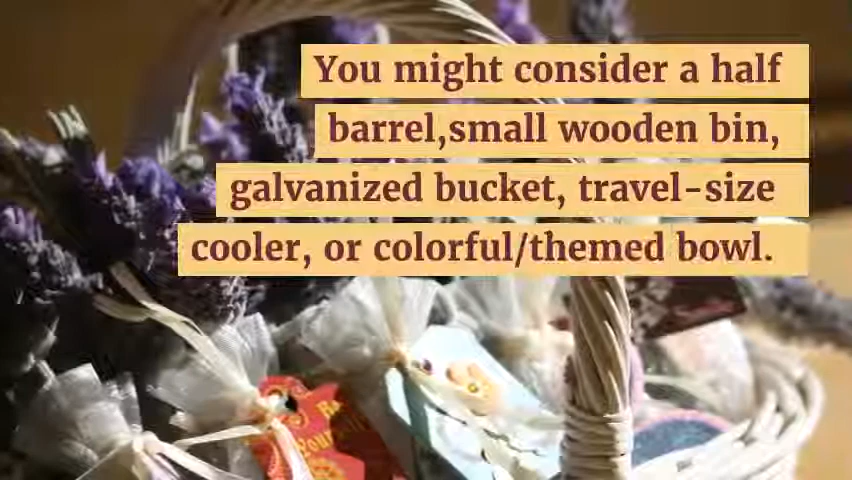 You might consider a half
barrel,small wooden bin,
galvanized bucket, travel-size
cooler, or colorful/themed bowl.